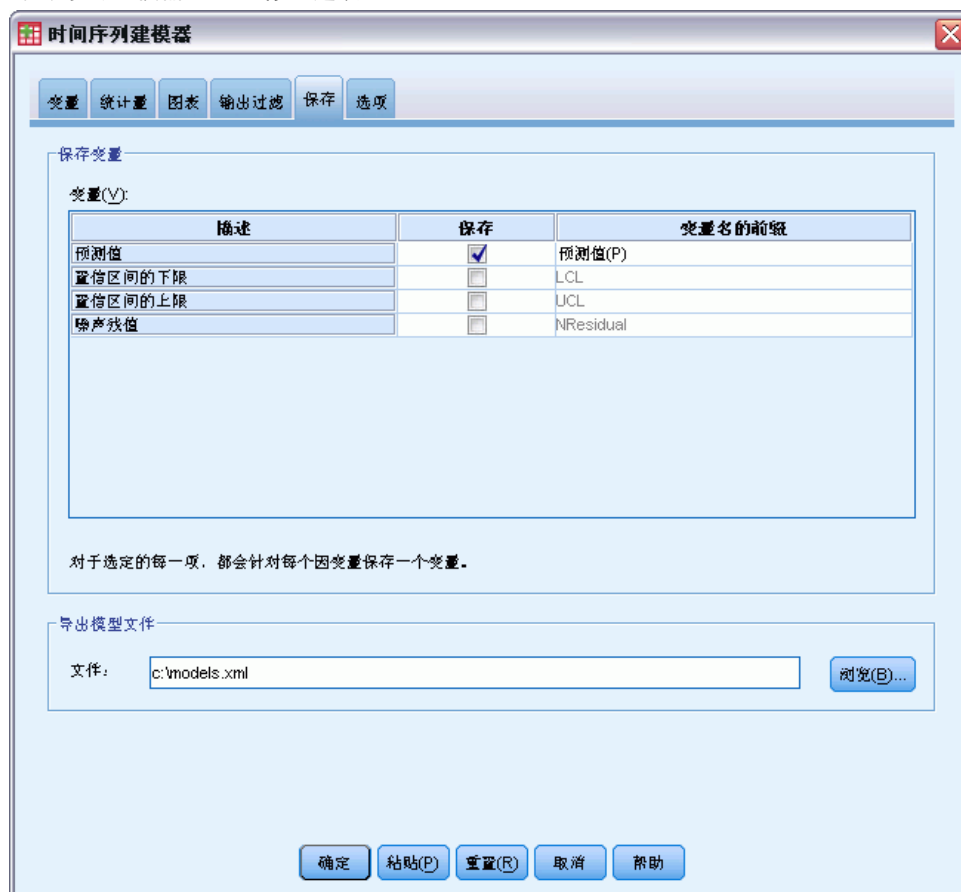 时间序列建模器
变量 统计量 图表 输出过滤 保存 选项
保存变量
变量(V):
描述 保存 变量名的前缀
预测值 预测值(P)
置信区间的下限 LCL
置信区间的上限 UCL
噪声残值 NResidual
对于选定的每一项，都会针对每个因变量保存一个变量。
导出模型文件
文件： c:\models.xml 浏览(B)...
确定 粘贴(P) 重置(R) 取消 帮助